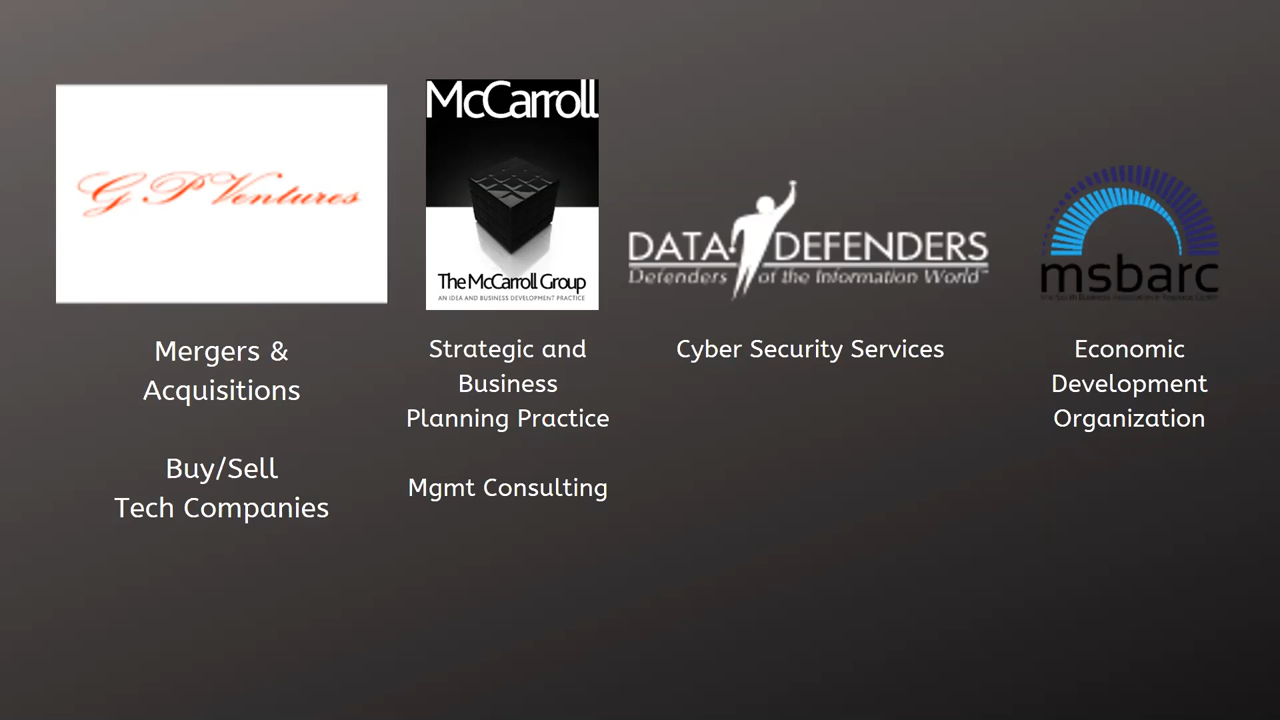 G P Ventures
Mergers &
Acquisitions
Buy/Sell
Tech Companies
McCarroll
The McCarroll Group
AN IDEA AND BUSINESS DEVELOPMENT PRACTICE
Strategic and
Business
Planning Practice
Mgmt Consulting
DATA DEFENDERS
Defenders of the Information World™
Cyber Security Services
msbarc
Economic
Development
Organization